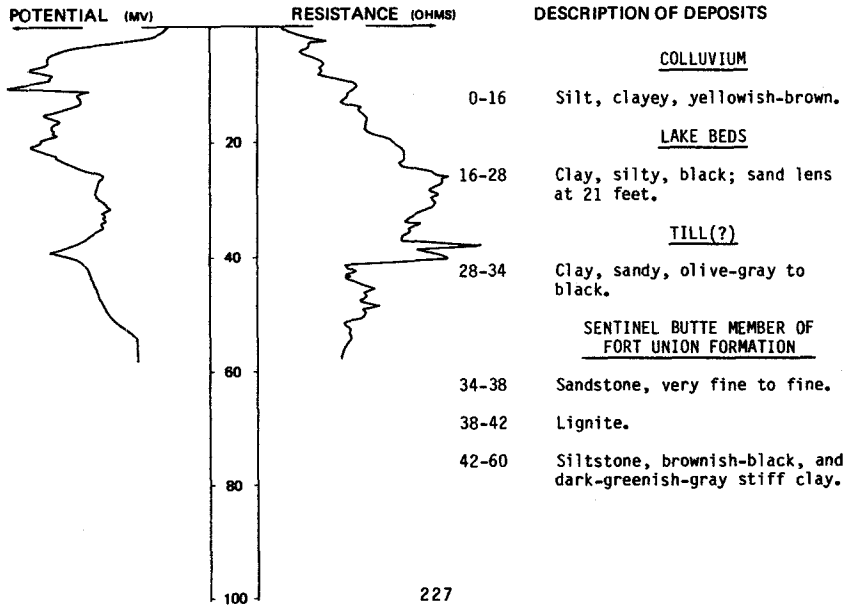 POTENTIAL (MV) RESISTANCE (OHMS) DESCRIPTION OF DEPOSITS
COLLUVIUM
0-16 Silt, clayey, yellowish-brown.
LAKE BEDS
20
16-28 Clay, silty, black; sand lens
at 21 feet.
TILL(?)
40
28-34 Clay, sandy, olive-gray to
black.
SENTINEL BUTTE MEMBER OF
FORT UNION FORMATION
60
34-38 Sandstone, very fine to fine.
38-42 Lignite.
42-60 Siltstone, brownish-black, and
dark-greenish-gray stiff clay.
80
100
227